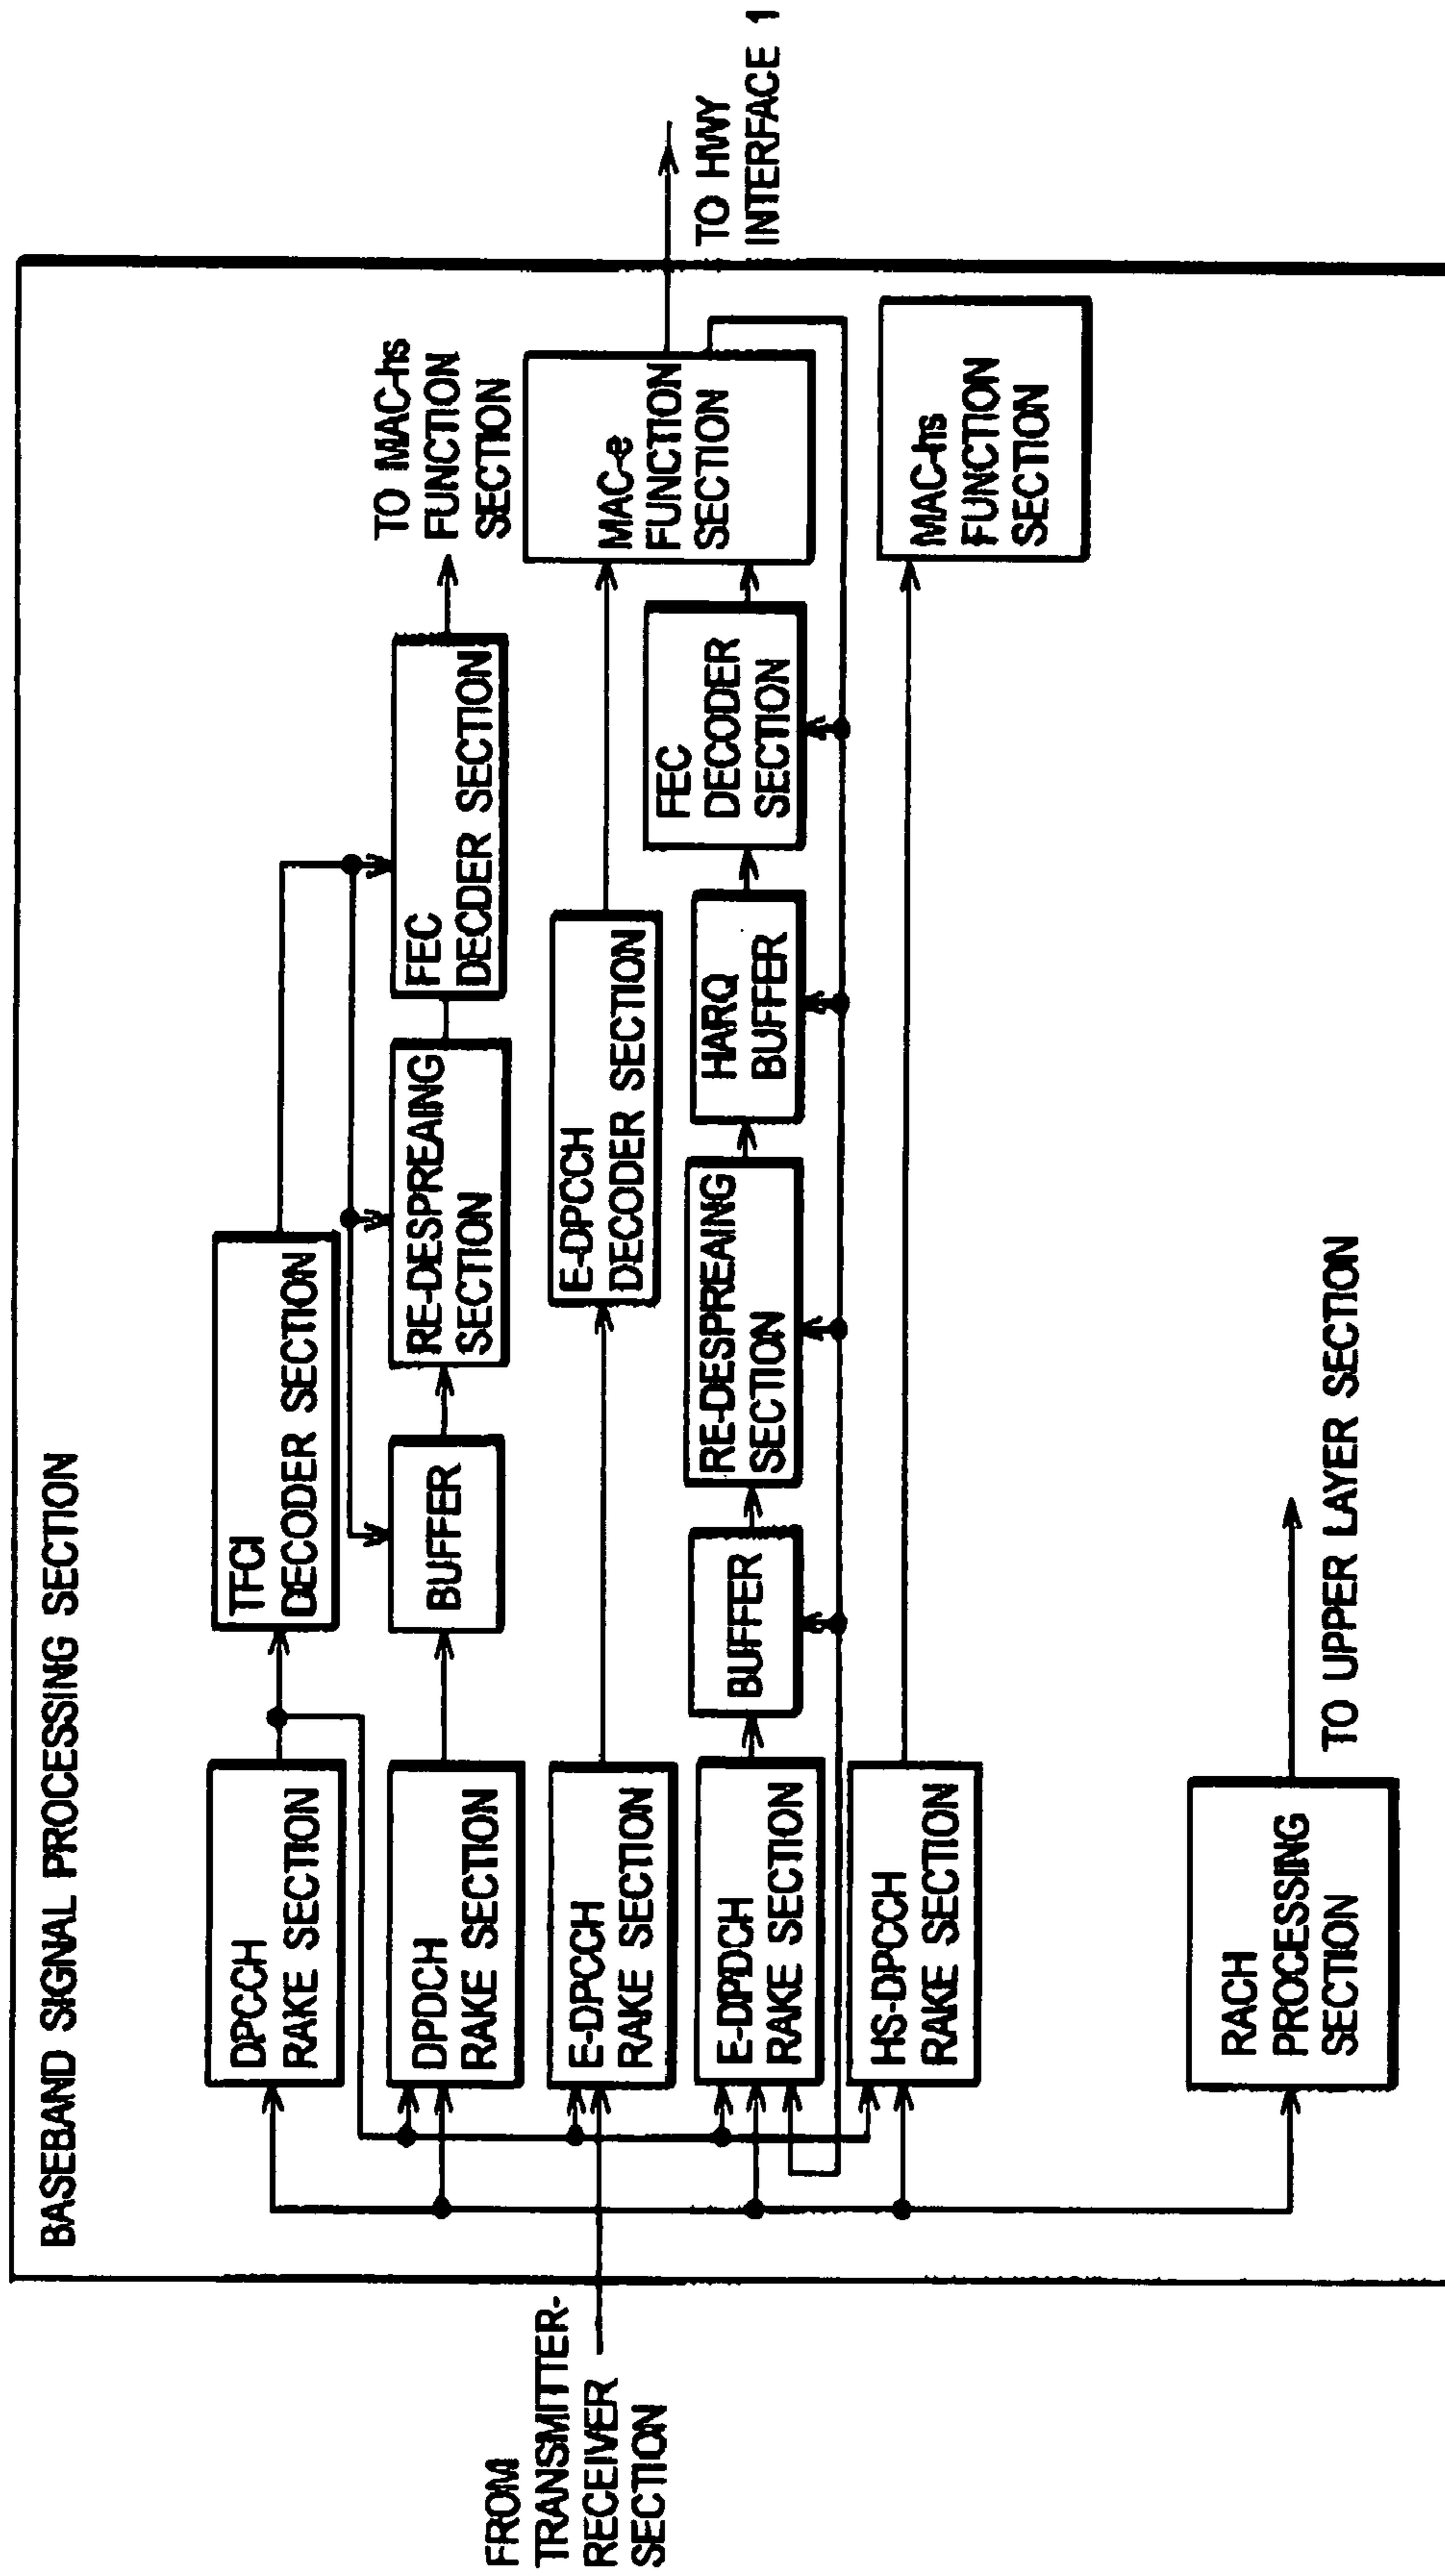 BASEBAND SIGNAL PROCESSING SECTION
FROM
TRANSMITTER-
RECEIVER
SECTION
DPCCH
RAKE SECTION
TFCI
DECODER SECTION
DPDCH
RAKE SECTION
BUFFER
RE-DESPREAING
SECTION
FEC
DECDER SECTION
TO MAC-hs
FUNCTION
SECTION
E-DPCCH
RAKE SECTION
E-DPCCH
DECODER SECTION
MAC-e
FUNCTION
SECTION
TO HWY
INTERFACE 1
E-DPDCH
RAKE SECTION
BUFFER
RE-DESPREAING
SECTION
HARQ
BUFFER
FEC
DECODER
SECTION
HS-DPCCH
RAKE SECTION
MAC-hs
FUNCTION
SECTION
RACH
PROCESSING
SECTION
TO UPPER LAYER SECTION